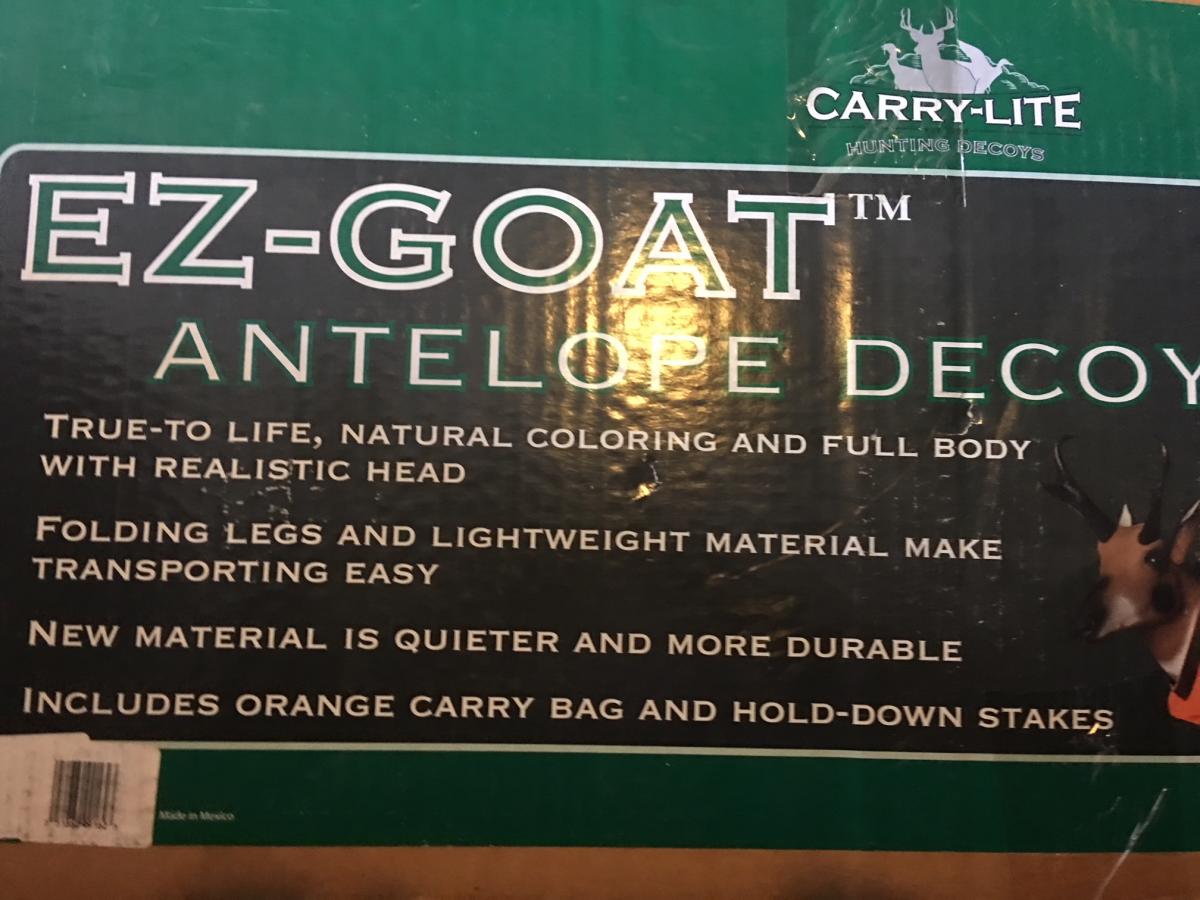 CARRY-LITE
HUNTING DECOYS
EZ-GOAT™
ANTELOPE DECOY
TRUE-TO LIFE, NATURAL COLORING AND FULL BODY
WITH REALISTIC HEAD
FOLDING LEGS AND LIGHTWEIGHT MATERIAL MAKE
TRANSPORTING EASY
NEW MATERIAL IS QUIETER AND MORE DURABLE
INCLUDES ORANGE CARRY BAG AND HOLD-DOWN STAKES
Made in Mexico